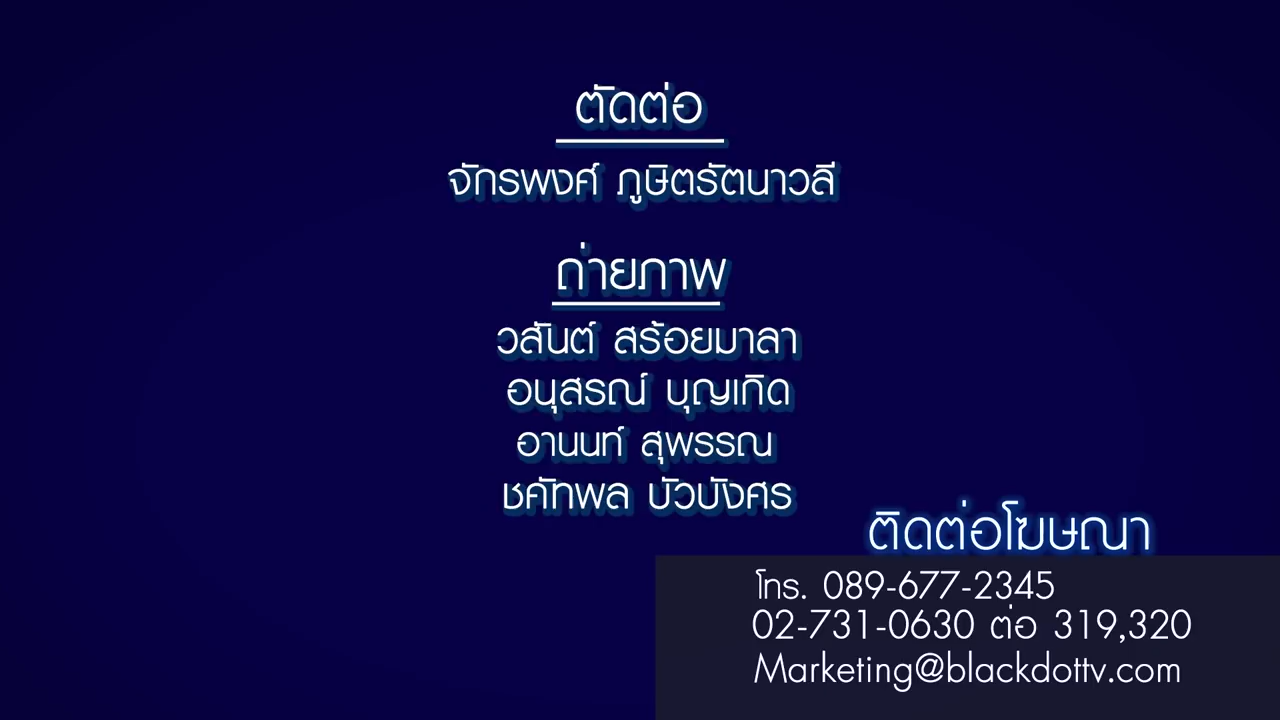 ตัดต่อ
จักรพงศ์ ภูษิตรัตนาวลี
ถ่ายภาพ
วสันต์ สร้อยมาลา
อนุสรณ์ บุญเกิด
อานนท์ สุพรรณ
ชคัทพล บัวบังศร
ติดต่อโฆษณา
โทร. 089-677-2345
02-731-0630 ต่อ 319,320
Marketing@blackdottv.com